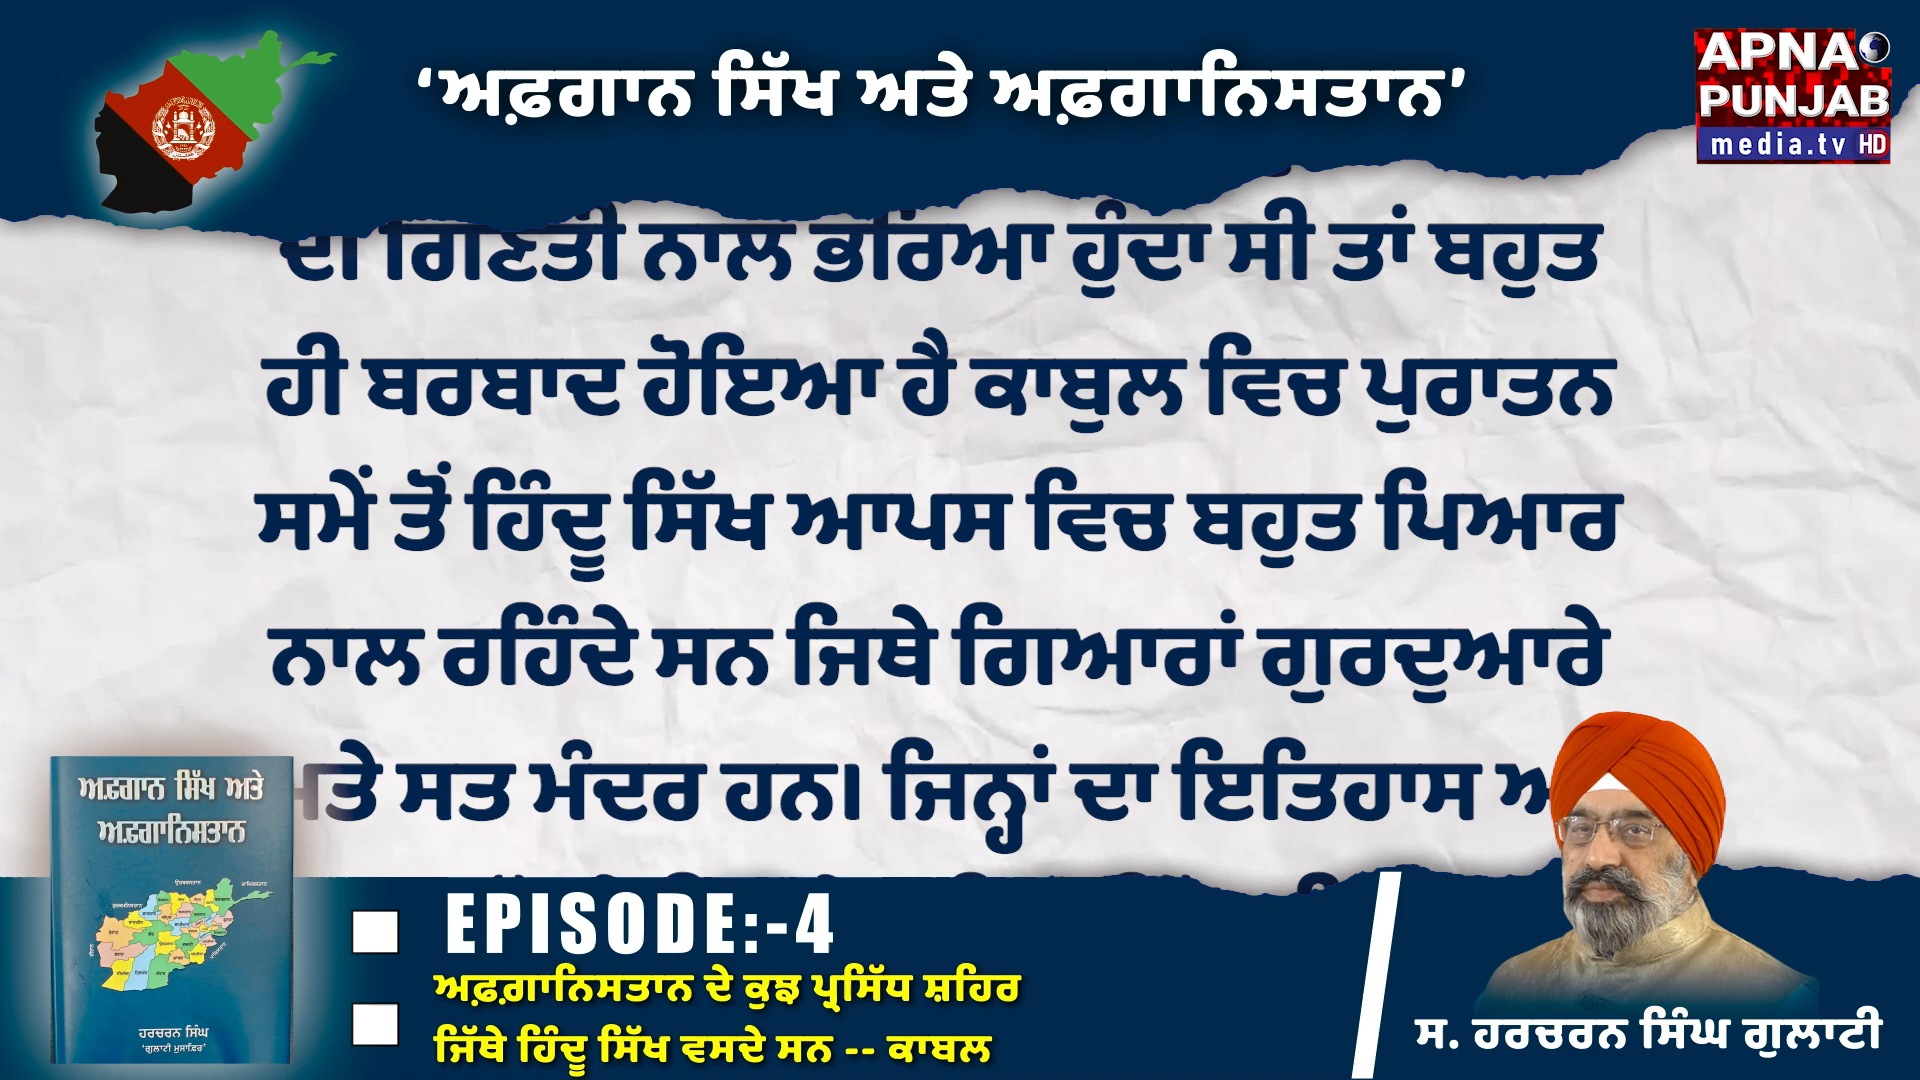 ‘ਅਫ਼ਗਾਨ ਸਿੱਖ ਅਤੇ ਅਫ਼ਗਾਨਿਸਤਾਨ’
APNA
PUNJAB
media.tv HD
ਦੀ ਗਿਣਤੀ ਨਾਲ ਭਰਿਆ ਹੁੰਦਾ ਸੀ ਤਾਂ ਬਹੁਤ
ਹੀ ਬਰਬਾਦ ਹੋਇਆ ਹੈ ਕਾਬੁਲ ਵਿਚ ਪੁਰਾਤਨ
ਸਮੇਂ ਤੋਂ ਹਿੰਦੂ ਸਿੱਖ ਆਪਸ ਵਿਚ ਬਹੁਤ ਪਿਆਰ
ਨਾਲ ਰਹਿੰਦੇ ਸਨ ਜਿਥੇ ਗਿਆਰਾਂ ਗੁਰਦੁਆਰੇ
ਅਤੇ ਸਤ ਮੰਦਰ ਹਨ। ਜਿਨ੍ਹਾਂ ਦਾ ਇਤਿਹਾਸ
ਅਫ਼ਗਾਨ ਸਿੱਖ ਅਤੇ
ਅਫ਼ਗਾਨਿਸਤਾਨ
ਹਰਚਰਨ ਸਿੰਘ
‘ਗੁਲਾਟੀ ਮੁਸਾਫ਼ਿਰ’
EPISODE:-4
ਅਫ਼ਗ਼ਾਨਿਸਤਾਨ ਦੇ ਕੁਝ ਪ੍ਰਸਿੱਧ ਸ਼ਹਿਰ
ਜਿੱਥੇ ਹਿੰਦੂ ਸਿੱਖ ਵਸਦੇ ਸਨ -- ਕਾਬਲ
ਸ. ਹਰਚਰਨ ਸਿੰਘ ਗੁਲਾਟੀ